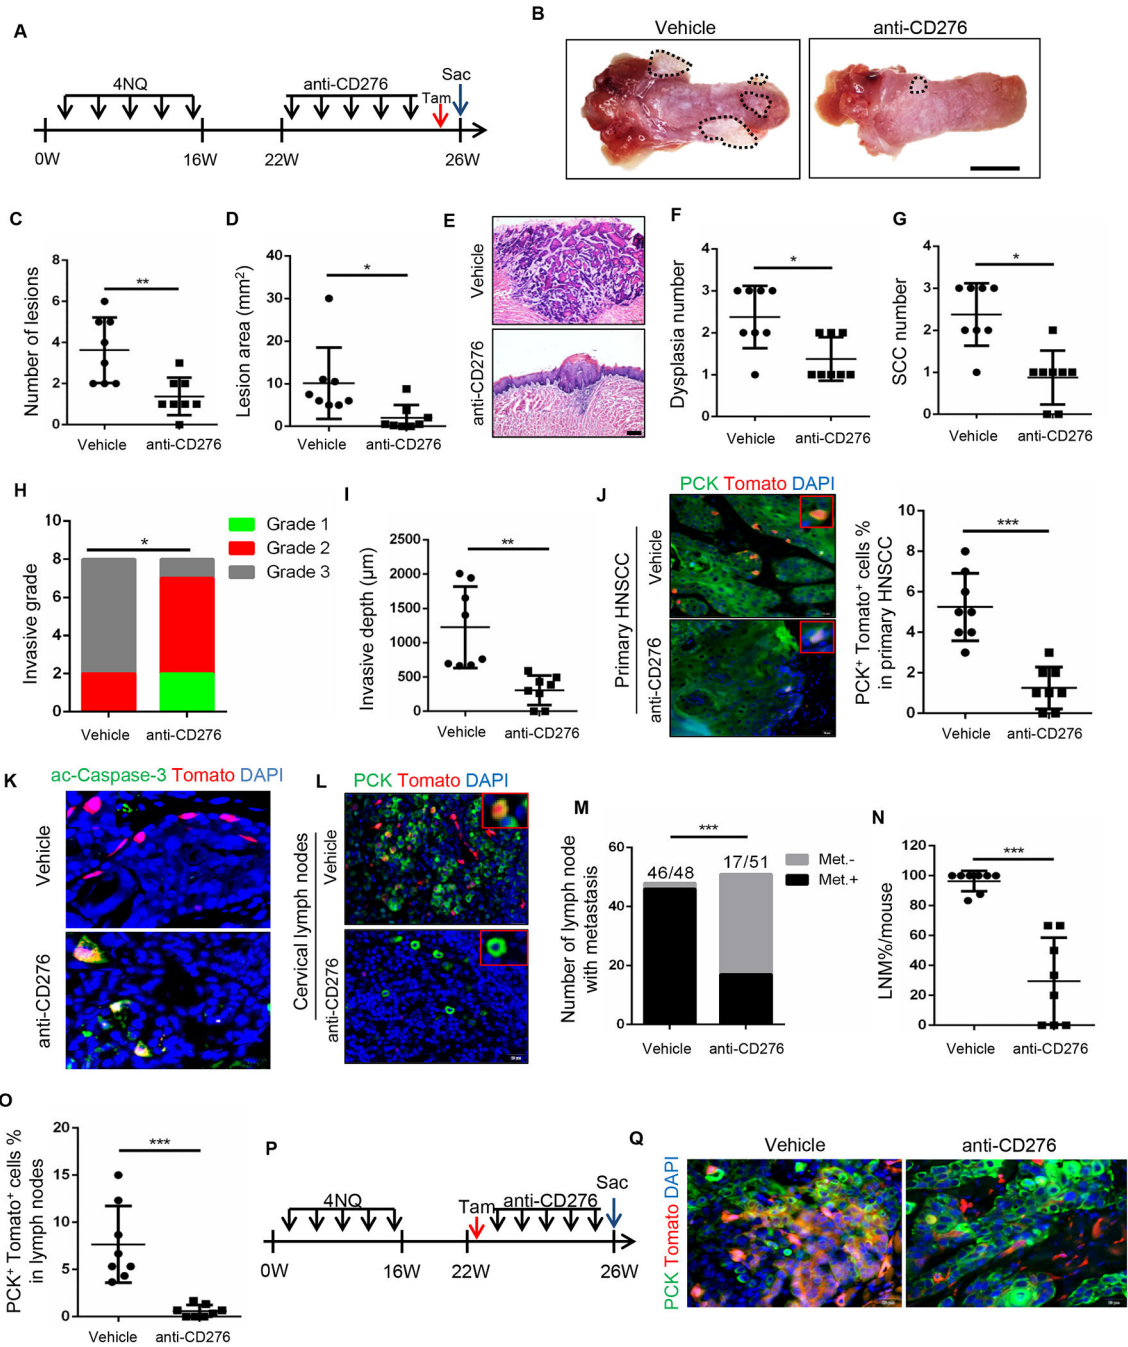 A
4NQ
anti-CD276
Tam
Sac
0W
16W
22W
26W
B
Vehicle
anti-CD276
C
Number of lesions
8
6
4
2
0
Vehicle
anti-CD276
**
D
Lesion area (mm2)
40
30
20
10
0
Vehicle
anti-CD276
*
E
Vehicle
anti-CD276
F
Dysplasia number
4
3
2
1
0
Vehicle
anti-CD276
*
G
SCC number
4
3
2
1
0
Vehicle
anti-CD276
*
H
Invasive grade
10
8
6
4
2
0
Vehicle
anti-CD276
*
Grade 1
Grade 2
Grade 3
I
Invasive depth (μm)
2500
2000
1500
1000
500
0
Vehicle
anti-CD276
**
J
PCK Tomato DAPI
Primary HNSCC
Vehicle
anti-CD276
PCK+ Tomato+ cells %
in primary HNSCC
10
8
6
4
2
0
Vehicle
anti-CD276
***
K
ac-Caspase-3 Tomato DAPI
Vehicle
anti-CD276
L
PCK Tomato DAPI
Cervical lymph nodes
Vehicle
anti-CD276
M
Number of lymph node
with metastasis
60
40
20
0
46/48
17/51
***
Met.-
Met.+
Vehicle
anti-CD276
N
LNM%/mouse
120
100
80
60
40
20
0
Vehicle
anti-CD276
***
O
PCK+ Tomato+ cells %
in lymph nodes
20
15
10
5
0
Vehicle
anti-CD276
***
P
4NQ
Tam
anti-CD276
Sac
0W
16W
22W
26W
Q
Vehicle
anti-CD276
PCK Tomato DAPI